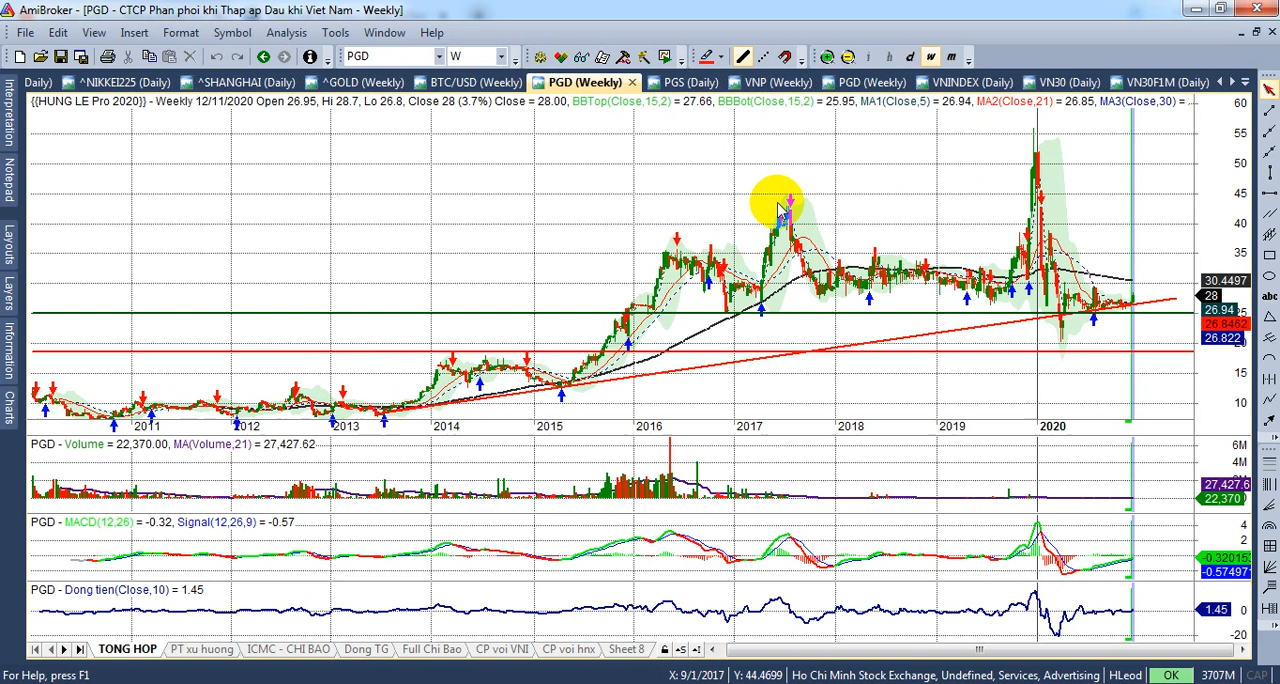 AmiBroker - [PGD - CTCP Phan phoi khi Thap ap Dau khi Viet Nam - Weekly]
File Edit View Insert Format Symbol Analysis Tools Window Help
PGD W i h d w m
Daily) ^NIKKEI225 (Daily) ^SHANGHAI (Daily) ^GOLD (Weekly) BTC/USD (Weekly) PGD (Weekly) PGS (Daily) VNP (Weekly) PGD (Weekly) VNINDEX (Daily) VN30 (Daily) VN30F1M (Daily)
Interpretation
Notepad
Layouts
Layers
Information
Charts
{{HUNG LE Pro 2020}} - Weekly 12/11/2020 Open 26.95, Hi 28.7, Lo 26.8, Close 28 (3.7%) Close = 28.00, BBTop(Close,15,2) = 27.66, BBBot(Close,15,2) = 25.95, MA1(Close,5) = 26.94, MA2(Close,21) = 26.85, MA3(Close,30) = ...
60
55
50
45
40
35
30.4497
28
26.94
26.8462
26.822
15
10
abc
2011 2012 2013 2014 2015 2016 2017 2018 2019 2020
PGD - Volume = 22,370.00, MA(Volume,21) = 27,427.62
6M
4M
27,427.6
22,370
PGD - MACD(12,26) = -0.32, Signal(12,26,9) = -0.57
4
2
-0.32015
-0.57497
PGD - Dong tien(Close,10) = 1.45
1.45 0
-20
TONG HOP PT xu huong ICMC - CHI BAO Dong TG Full Chi Bao CP voi VNI CP voi hnx Sheet 8
For Help, press F1 X: 9/1/2017 Y: 44.4699 Ho Chi Minh Stock Exchange, Undefined, Services, Advertising HLeod OK 3707M CAP